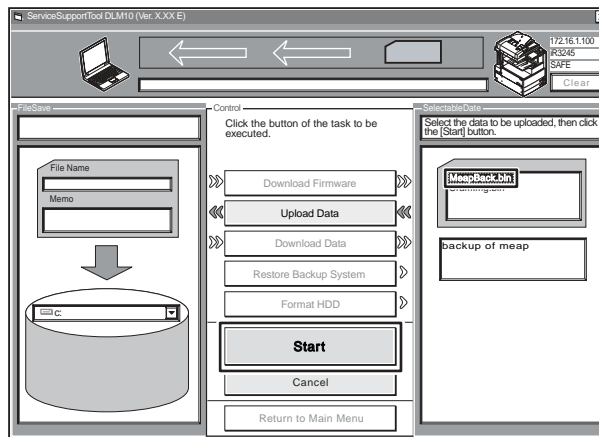 ServiceSupportTool DLM10 (Ver. X.XX E)
172.16.1.100
iR3245
SAFE
Clear
FileSave
File Name
Memo
C:
Control
Click the button of the task to be
executed.
Download Firmware
Upload Data
Download Data
Restore Backup System
Format HDD
Start
Cancel
Return to Main Menu
SelectableDate
Select the data to be uploaded, then click
the [Start] button.
MeapBack.bin
backup of meap